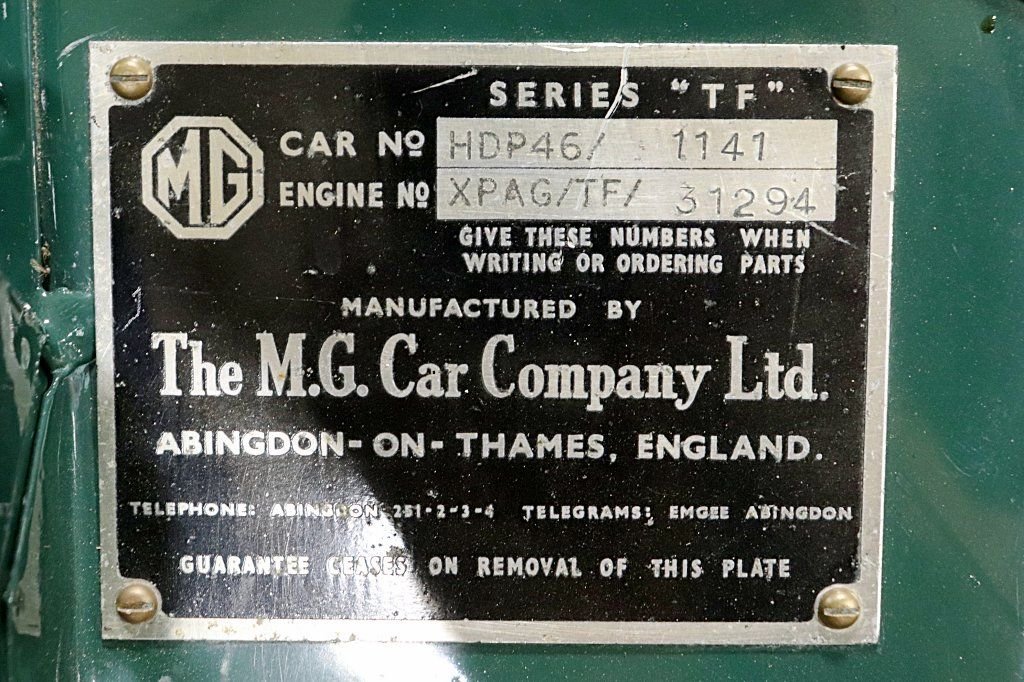 SERIES "TF"
MG
CAR Nº HDP46/ 1141
ENGINE Nº XPAG/TF/ 31294
GIVE THESE NUMBERS WHEN
WRITING OR ORDERING PARTS
MANUFACTURED BY
The M.G. Car Company Ltd.
ABINGDON-ON-THAMES, ENGLAND.
TELEPHONE: ABINGDON 251-2-3-4 TELEGRAMS: EMGEE ABINGDON
GUARANTEE CEASES ON REMOVAL OF THIS PLATE